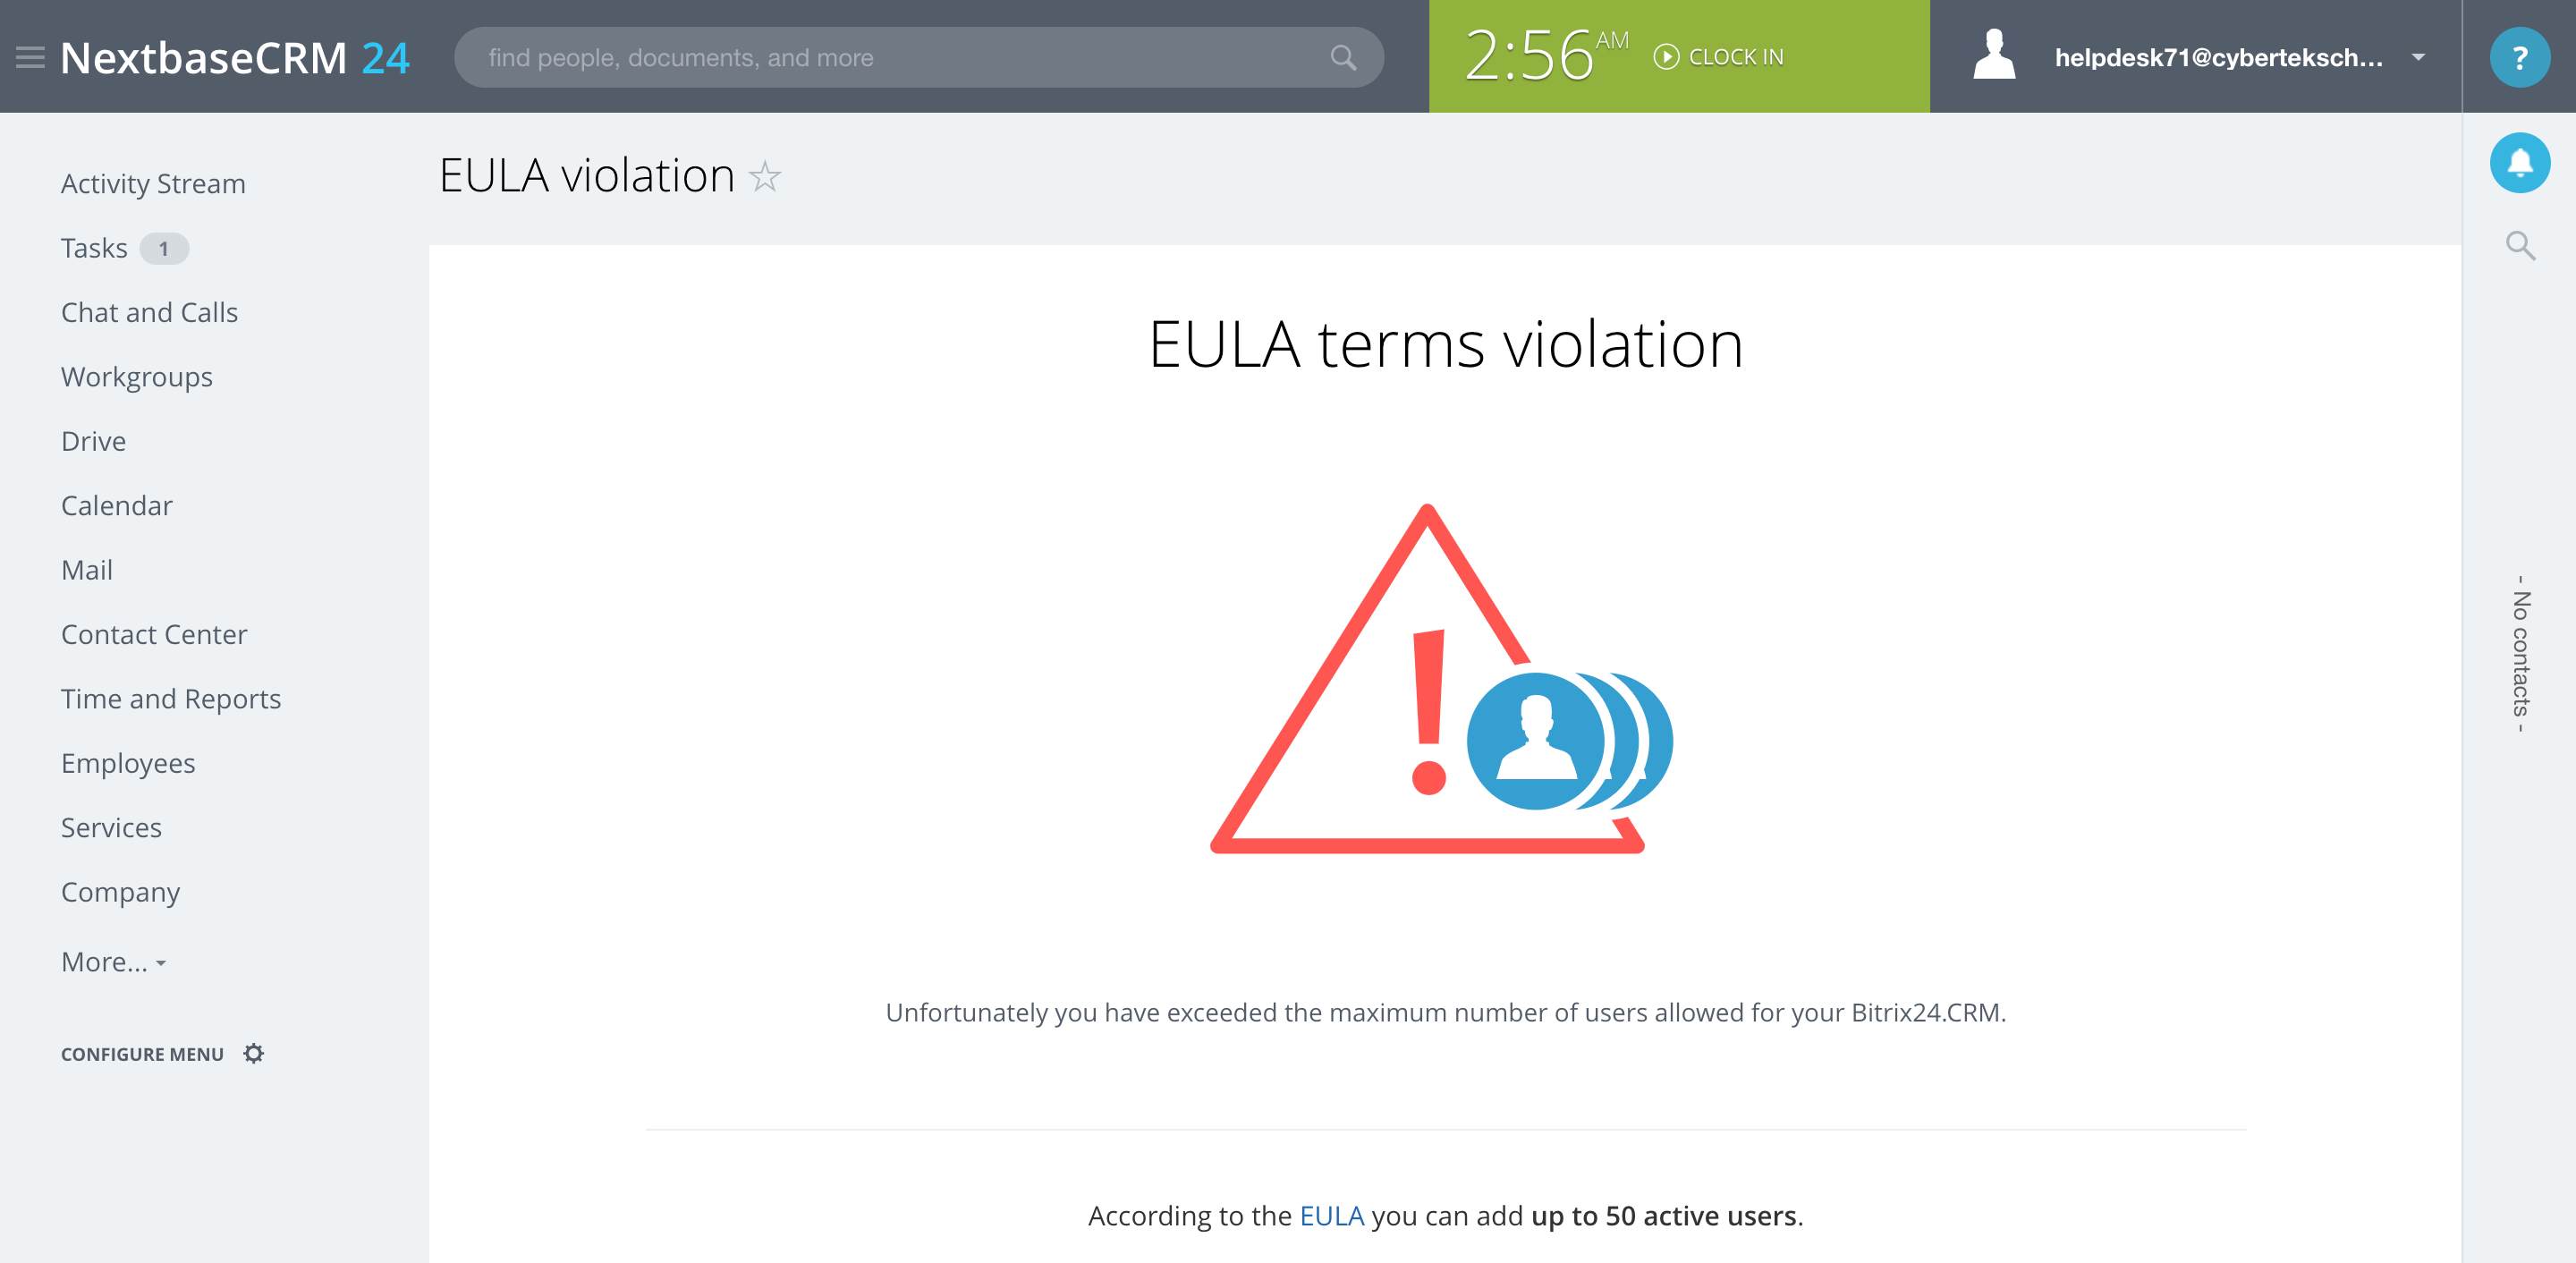 NextbaseCRM 24
find people, documents, and more
2:56 AM
CLOCK IN
helpdesk71@cyberteksch...
?
Activity Stream
Tasks 1
Chat and Calls
Workgroups
Drive
Calendar
Mail
Contact Center
Time and Reports
Employees
Services
Company
More...
CONFIGURE MENU
EULA violation
EULA terms violation
Unfortunately you have exceeded the maximum number of users allowed for your Bitrix24.CRM.
According to the EULA you can add up to 50 active users.
- No contacts -